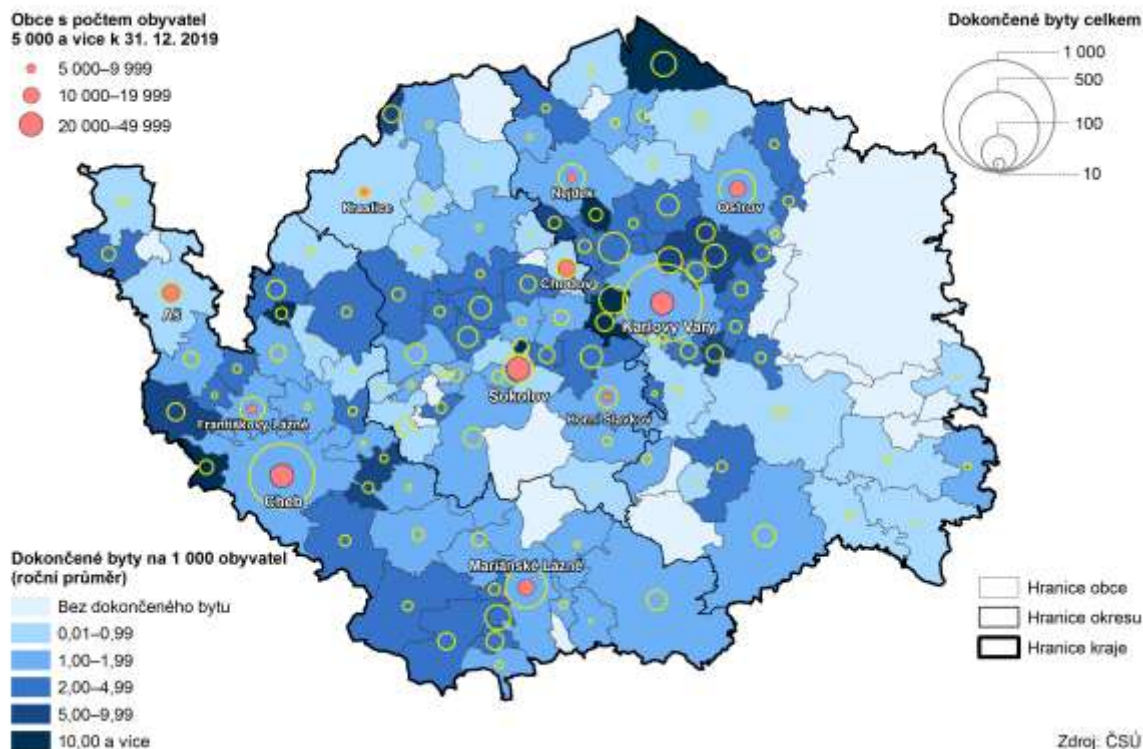 Obce s počtem obyvatel
5 000 a více k 31. 12. 2019
5 000–9 999
10 000–19 999
20 000–49 999
Dokončené byty celkem
1 000
500
100
10
Kraslice
Nejdek
Ostrov
Aš
Chodov
Karlovy Vary
Sokolov
Horní Slavkov
Františkovy Lázně
Cheb
Mariánské Lázně
Dokončené byty na 1 000 obyvatel
(roční průměr)
Bez dokončeného bytu
0,01–0,99
1,00–1,99
2,00–4,99
5,00–9,99
10,00 a více
Hranice obce
Hranice okresu
Hranice kraje
Zdroj: ČSÚ